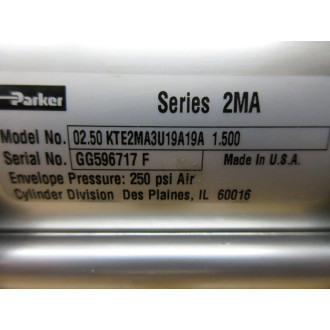 Parker
Series 2MA
Model No. 02.50 KTE2MA3U19A19A 1.500
Serial No. GG596717 F Made In U.S.A.
Envelope Pressure: 250 psi Air
Cylinder Division Des Plaines, IL 60016